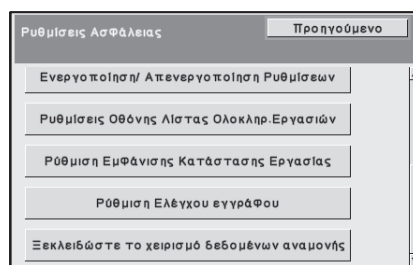 Ρυθμίσεις Ασφάλειας
Προηγούμενο
Ενεργοποίηση/ Απενεργοποίηση Ρυθμίσεων
Ρυθμίσεις Οθόνης Λίστας Ολοκληρ.Εργασιών
Ρύθμιση Εμφάνισης Κατάστασης Εργασίας
Ρύθμιση Ελέγχου εγγράφου
Ξεκλειδώστε το χειρισμό δεδομένων αναμονής